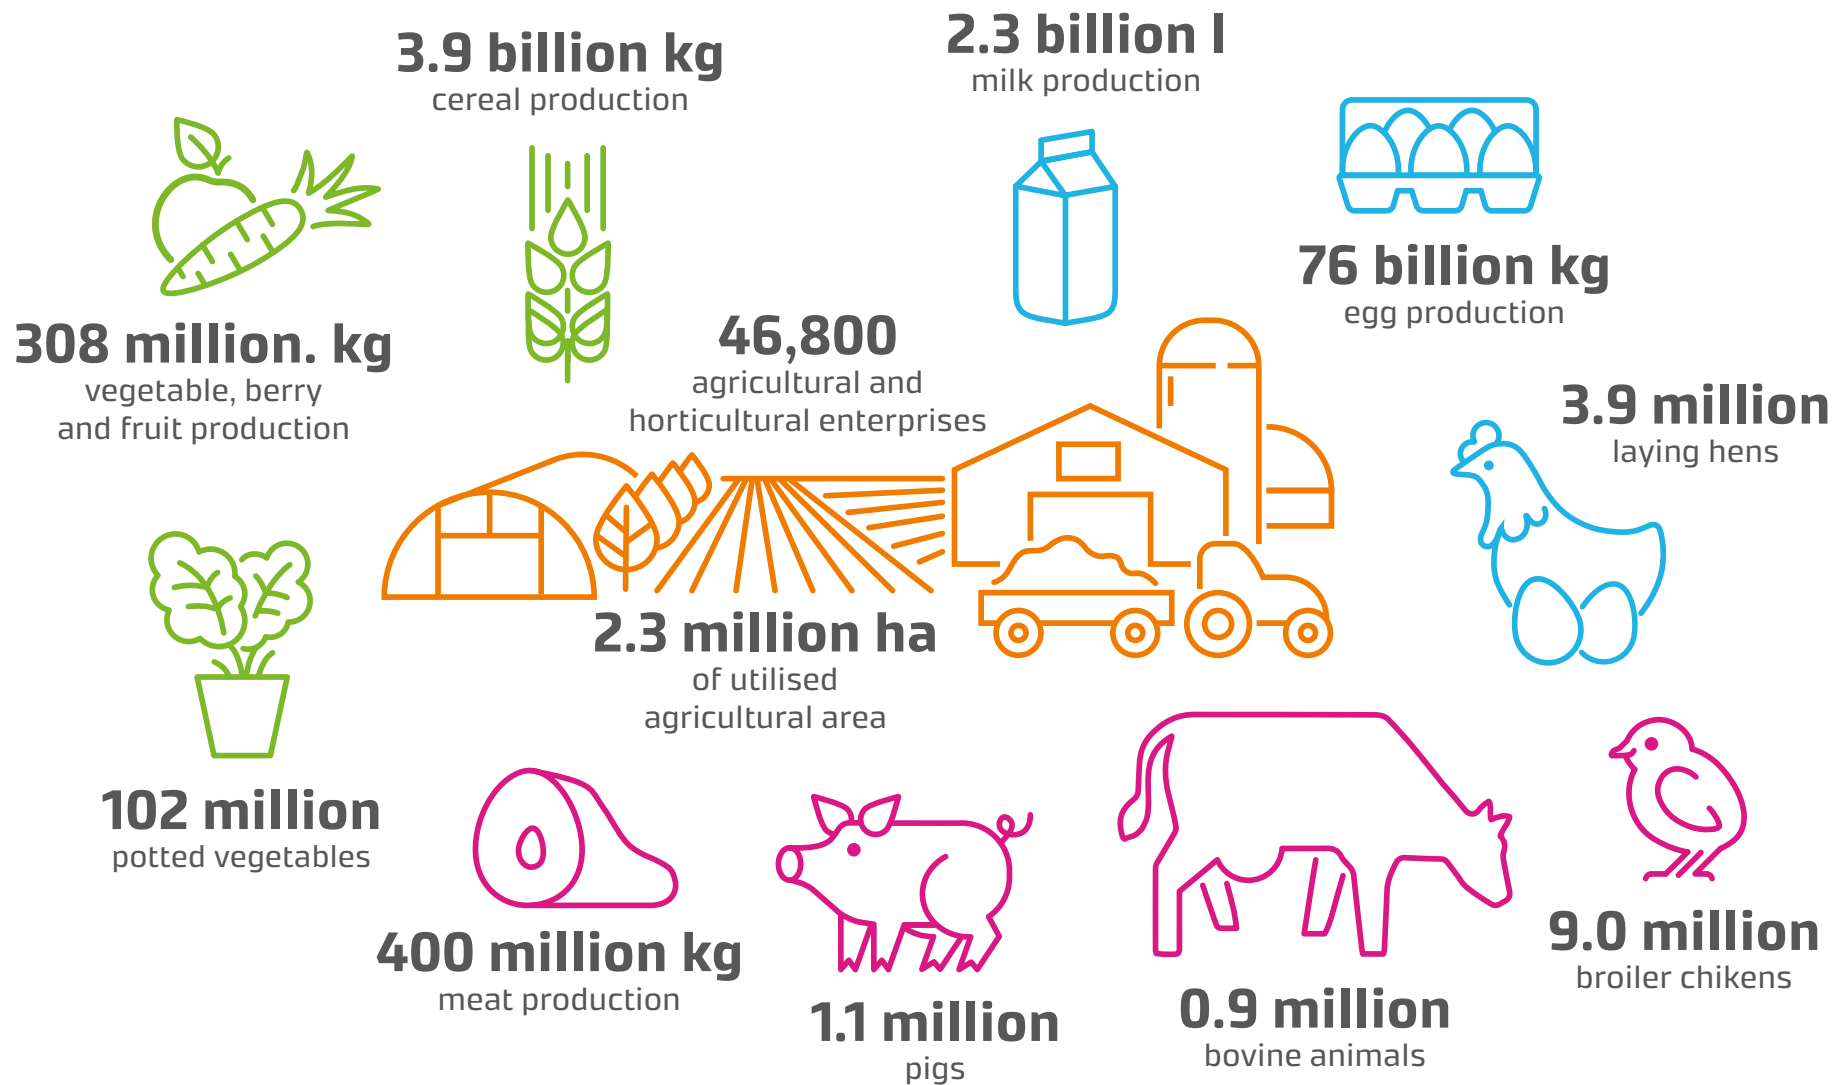 3.9 billion kg
cereal production
2.3 billion l
milk production
76 billion kg
egg production
308 million. kg
vegetable, berry
and fruit production
46,800
agricultural and
horticultural enterprises
3.9 million
laying hens
2.3 million ha
of utilised
agricultural area
102 million
potted vegetables
400 million kg
meat production
1.1 million
pigs
0.9 million
bovine animals
9.0 million
broiler chikens